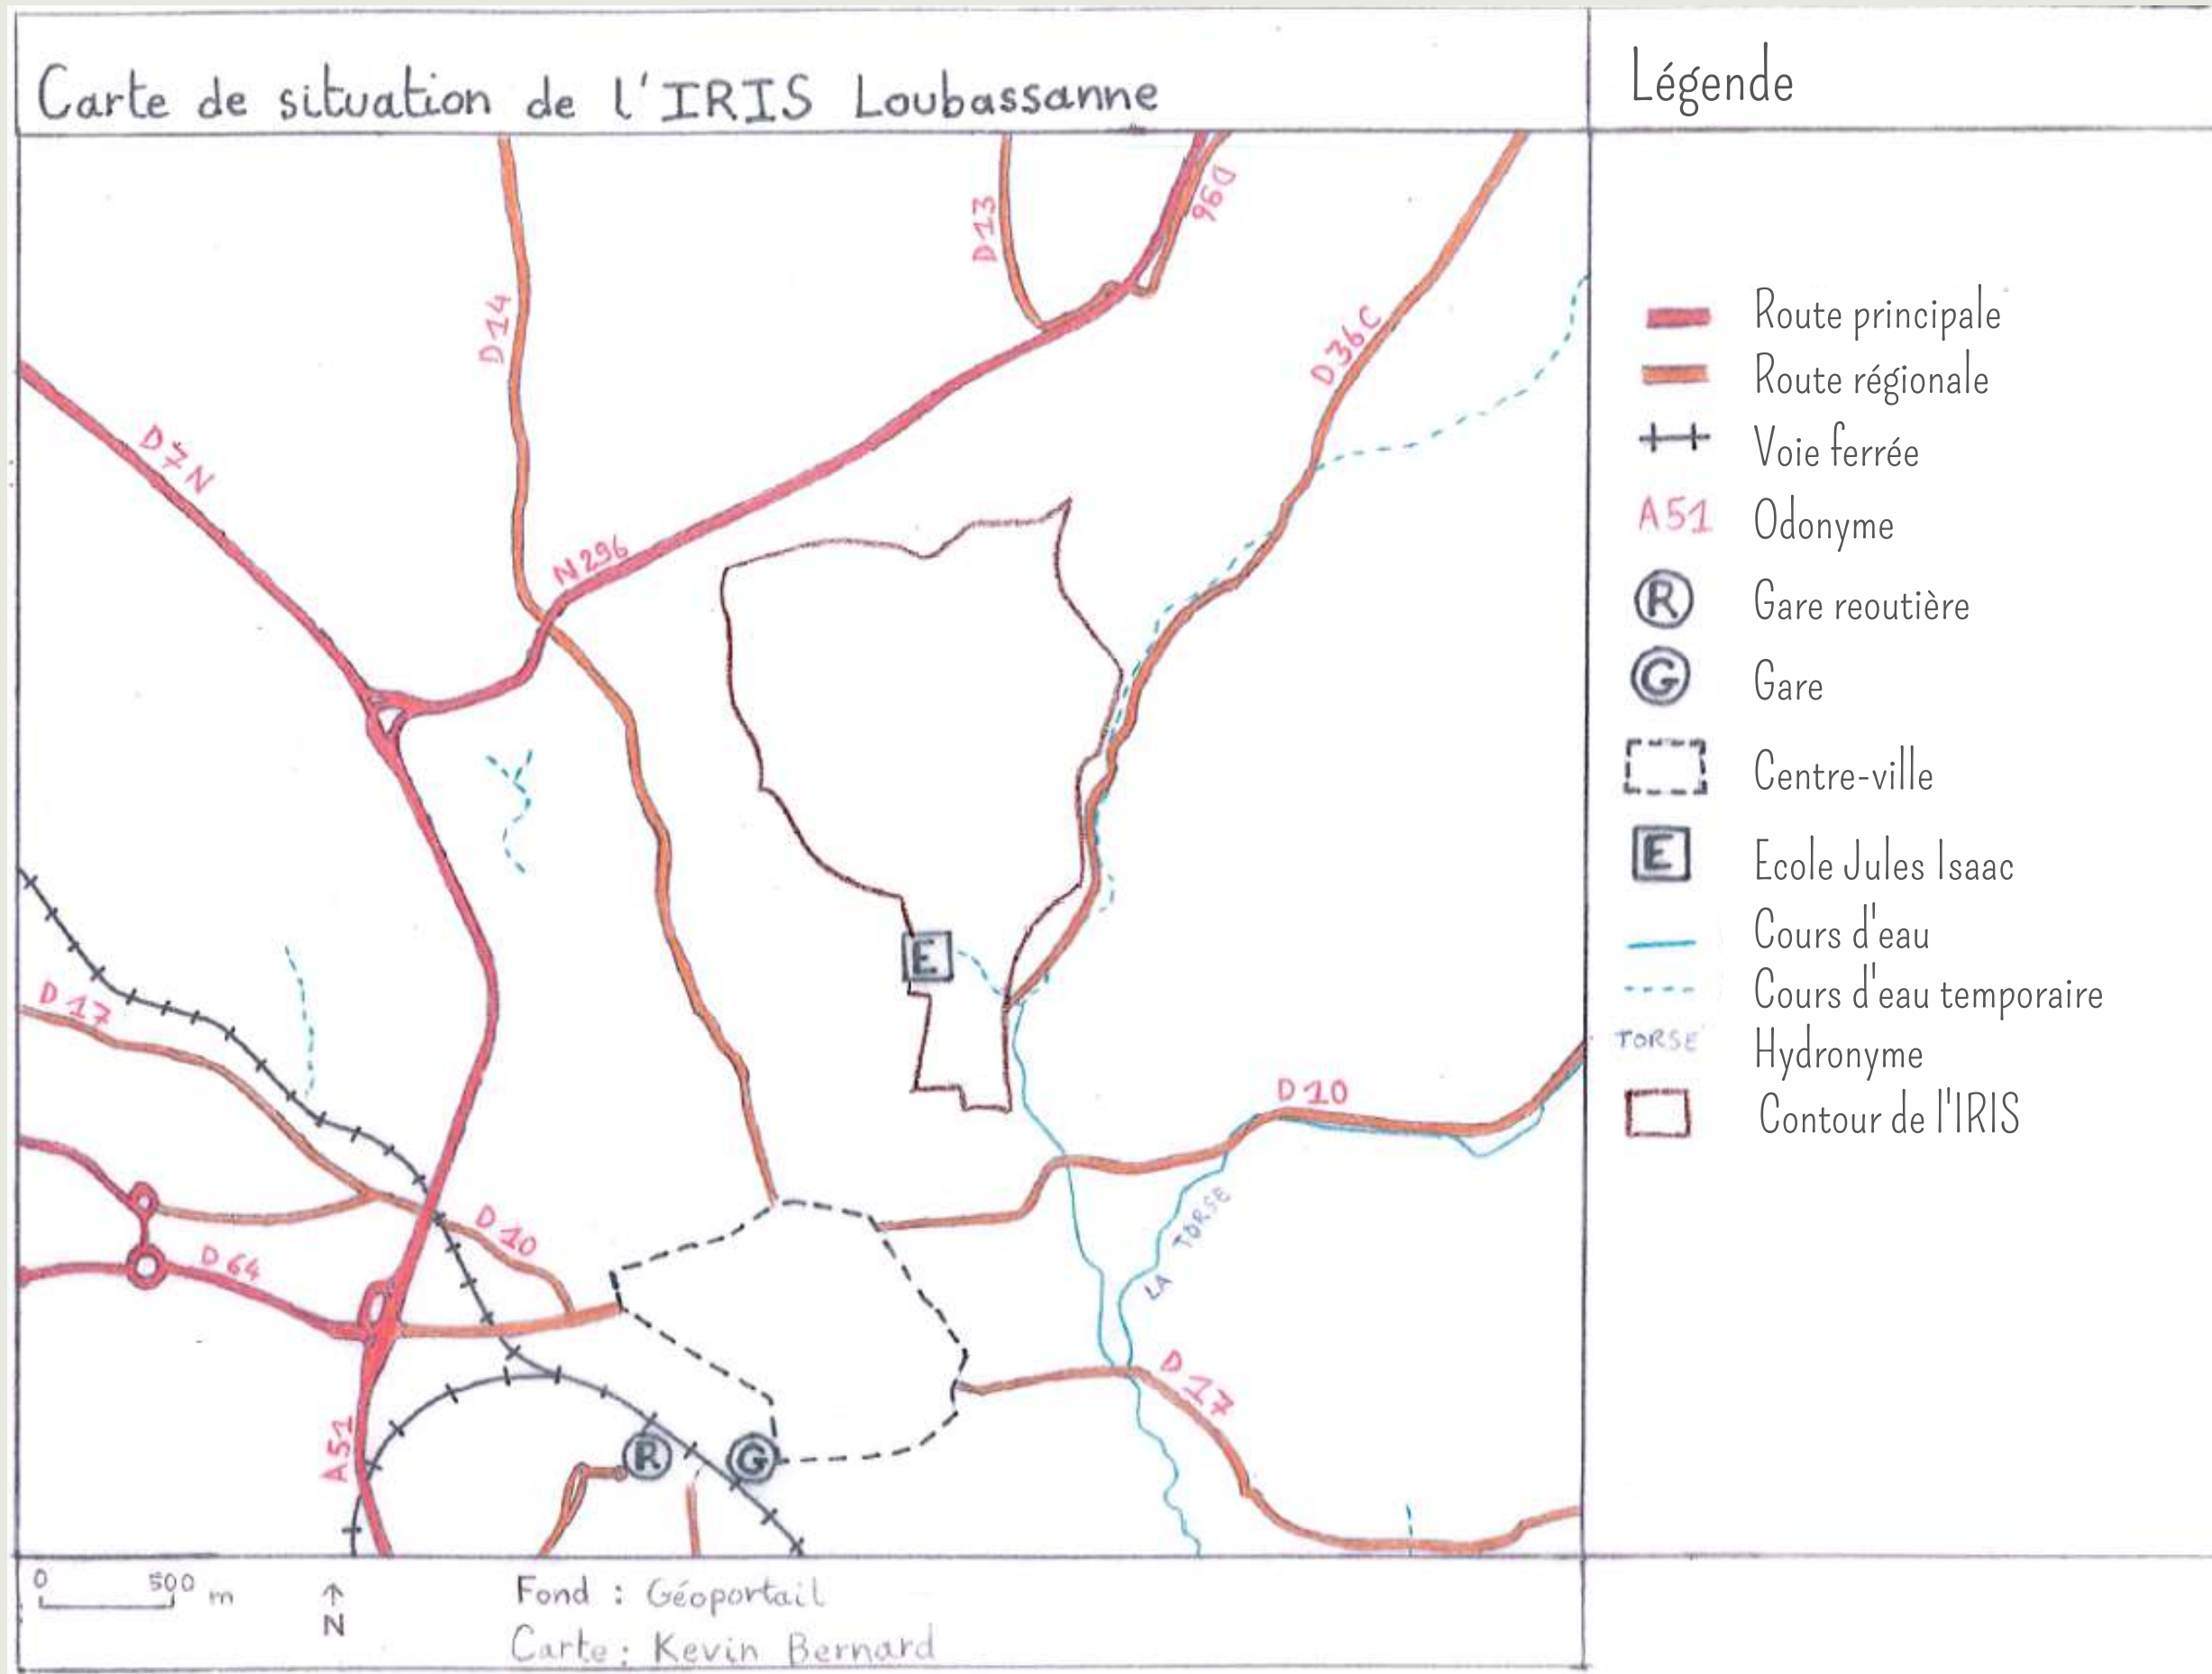 Carte de situation de l'IRIS Loubassanne
D14
D13
D96
D36C
D7N
N296
E
D17
D10
D10
LA TORSE
D64
D17
A51
R
G
0 500 m
N
Fond : Géoportail
Carte : Kevin Bernard
Légende
Route principale
Route régionale
Voie ferrée
A51 Odonyme
R Gare reoutière
G Gare
Centre-ville
E Ecole Jules Isaac
Cours d'eau
Cours d'eau temporaire
TORSE Hydronyme
Contour de l'IRIS